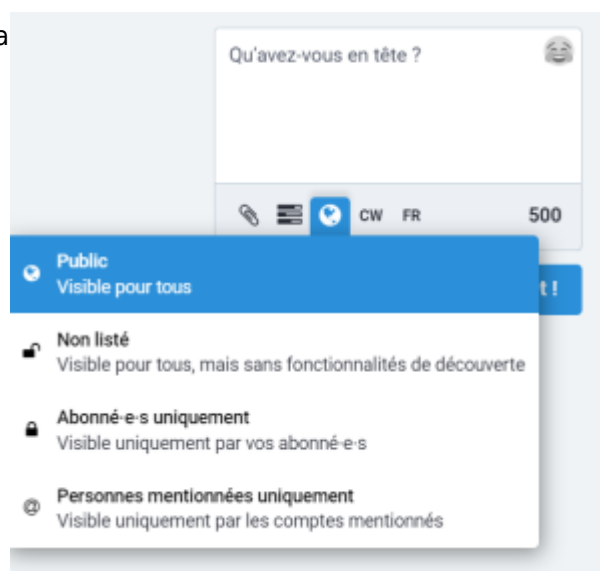 a
Qu'avez-vous en tête ?
CW FR 500
Public
Visible pour tous
t !
Non listé
Visible pour tous, mais sans fonctionnalités de découverte
Abonné·e·s uniquement
Visible uniquement par vos abonné·e·s
@ Personnes mentionnées uniquement
Visible uniquement par les comptes mentionnés